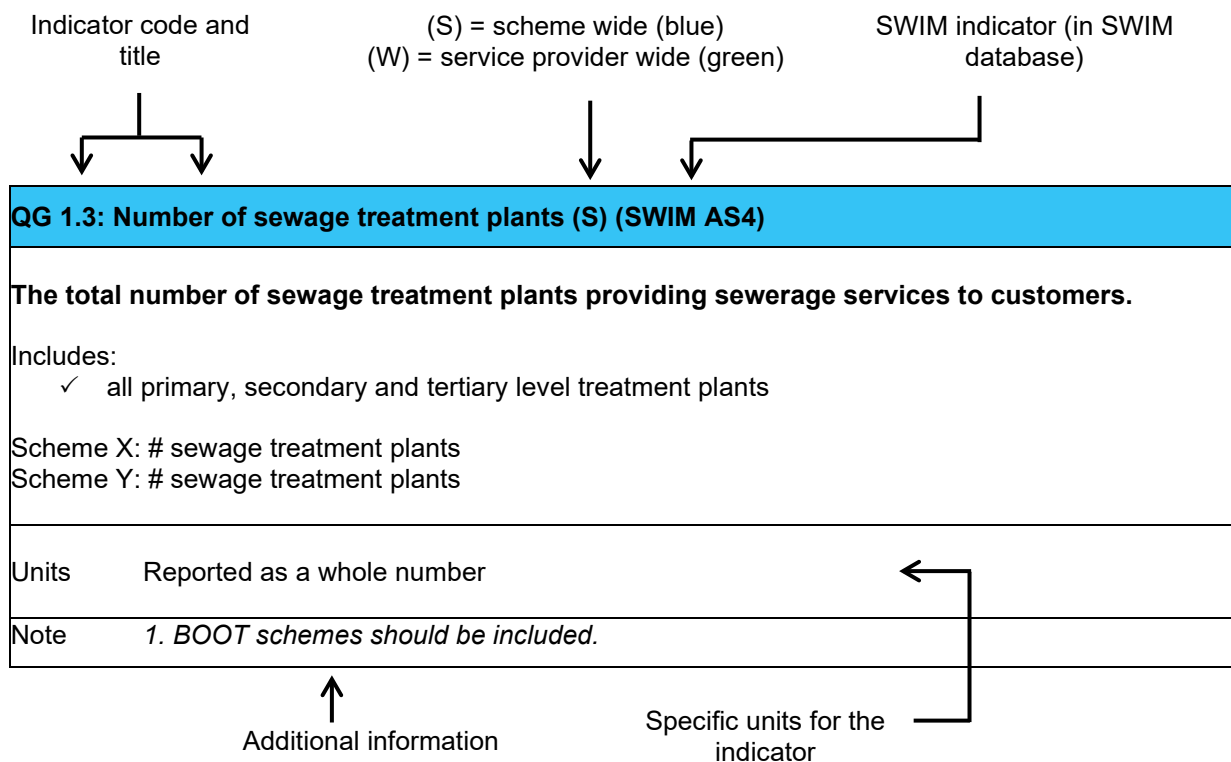 Indicator code and
title
(S) = scheme wide (blue)
(W) = service provider wide (green)
SWIM indicator (in SWIM
database)
QG 1.3: Number of sewage treatment plants (S) (SWIM AS4)
The total number of sewage treatment plants providing sewerage services to customers.
Includes:
✓ all primary, secondary and tertiary level treatment plants
Scheme X: # sewage treatment plants
Scheme Y: # sewage treatment plants
Units Reported as a whole number
Note 1. BOOT schemes should be included.
Additional information
Specific units for the
indicator